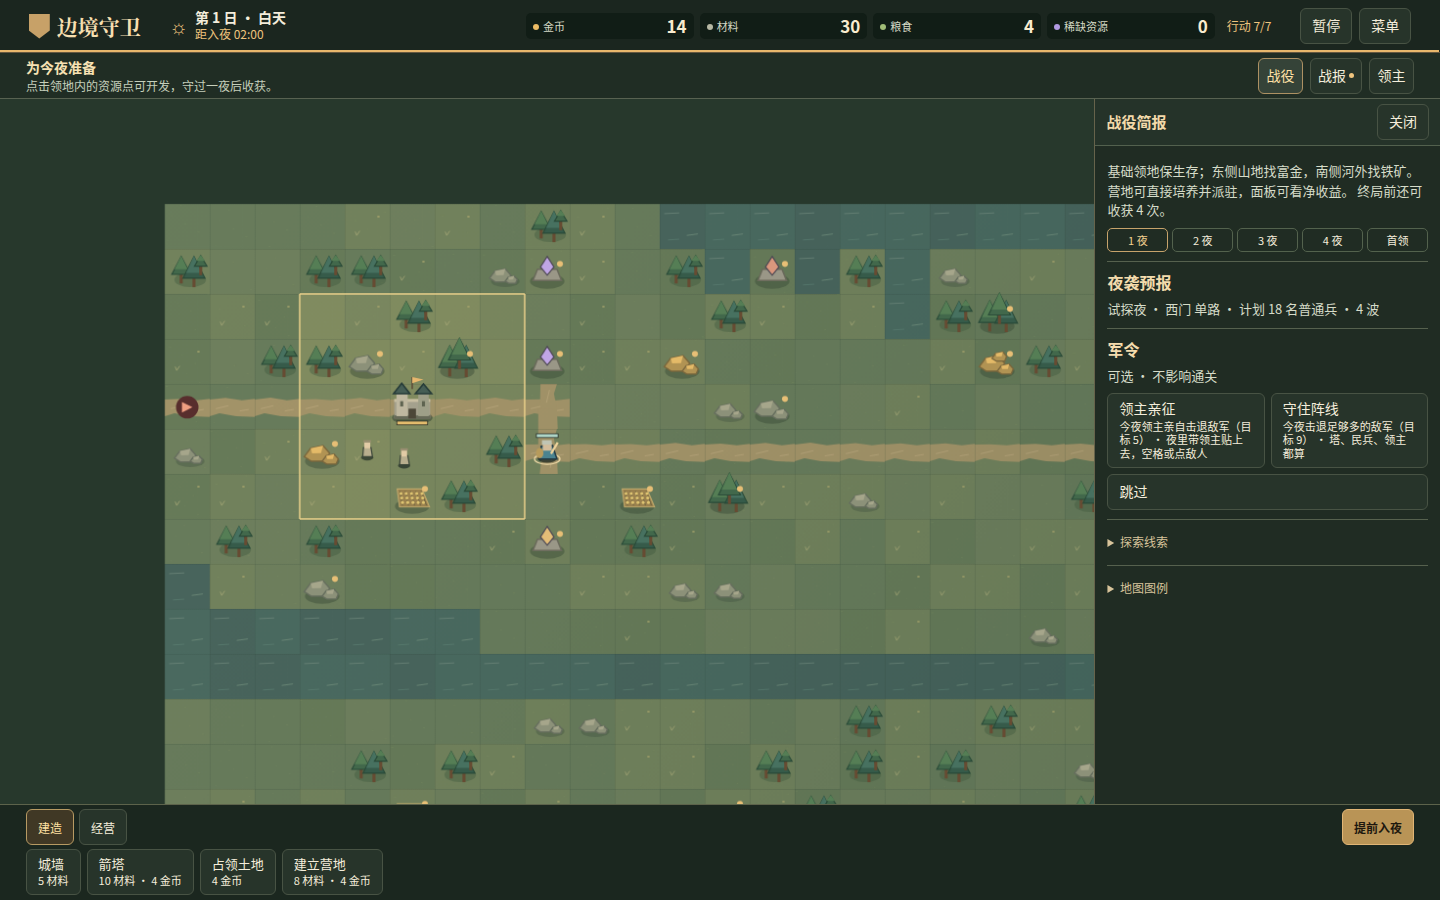 边境守卫
第 1 日 · 白天
距入夜 02:00
金币 14
材料 30
粮食 4
稀缺资源 0
行动 7/7
暂停
菜单
为今夜准备
点击领地内的资源点可开发，守过一夜后收获。
战役
战报
领主
战役简报
关闭
基础领地保生存；东侧山地找富金，南侧河外找铁矿。
营地可直接培养并派驻，面板可看净收益。 终局前还可
收获 4 次。
1 夜
2 夜
3 夜
4 夜
首领
夜袭预报
试探夜 · 西门 单路 · 计划 18 名普通兵 · 4 波
军令
可选 · 不影响通关
领主亲征
今夜领主亲自击退敌军（目
标 5） · 夜里带领主贴上
去，空格或点敌人
守住阵线
今夜击退足够多的敌军（目
标 9） · 塔、民兵、领主
都算
跳过
探索线索
地图图例
建造
经营
提前入夜
城墙
5 材料
箭塔
10 材料 · 4 金币
占领土地
4 金币
建立营地
8 材料 · 4 金币